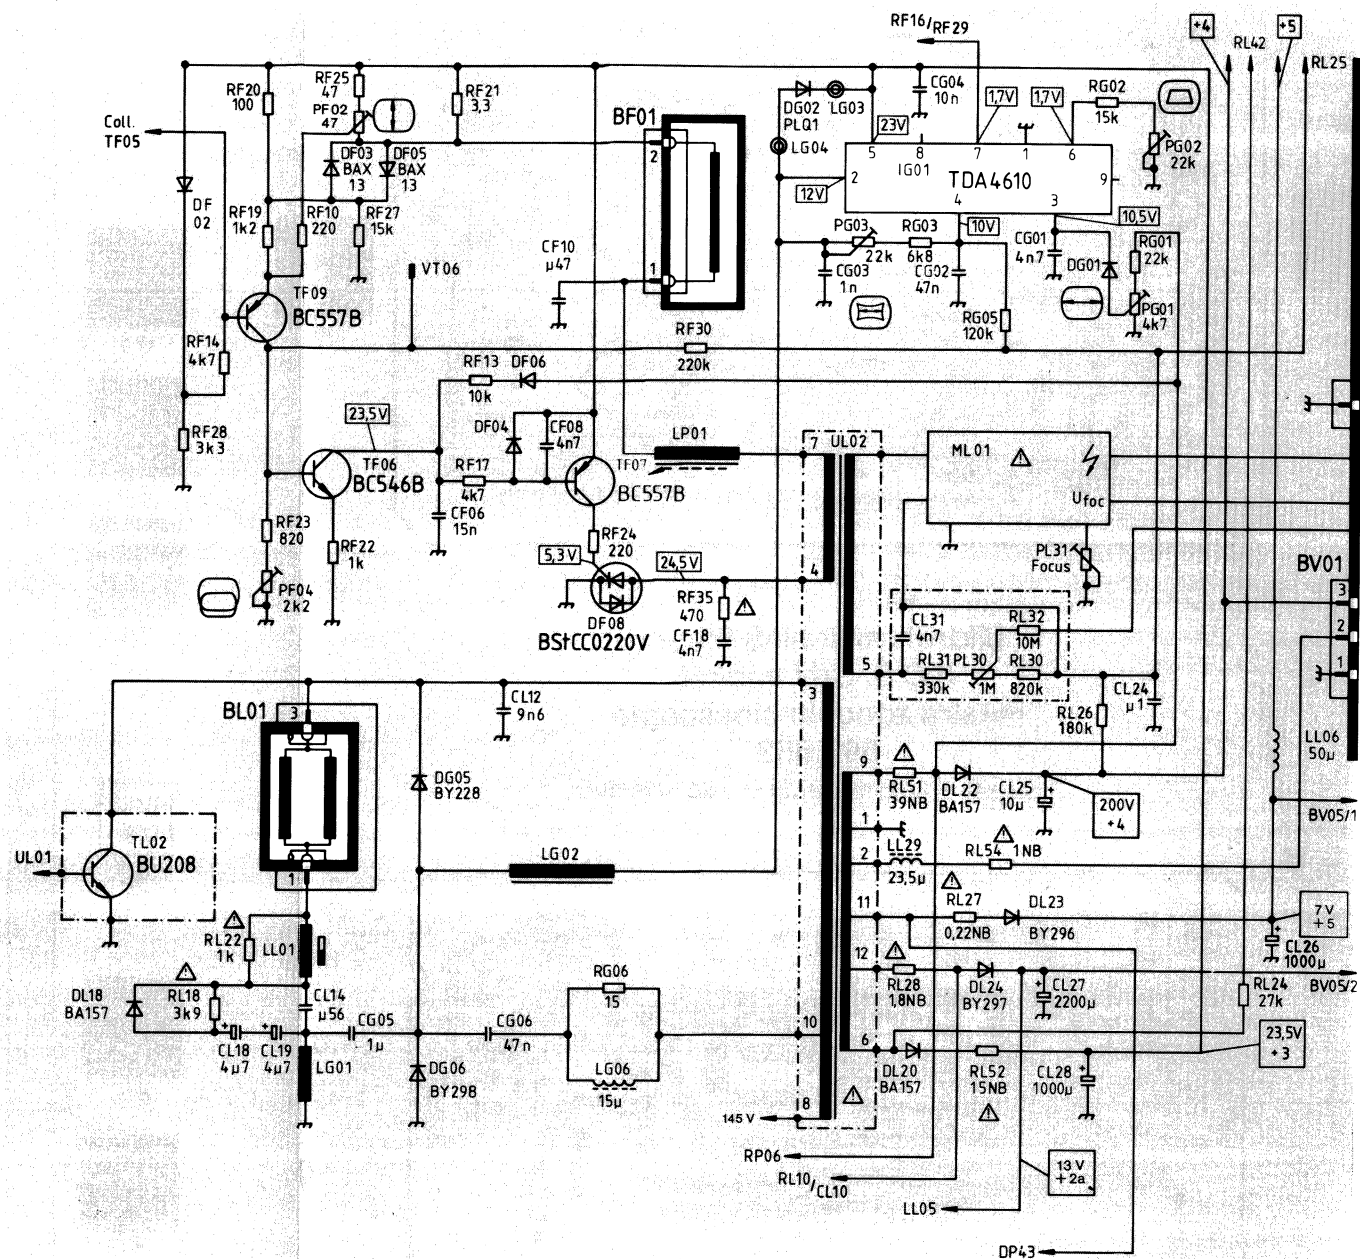 RF16/RF29
+4
RL42
+5
RL25
Coll.
TF05
RF20
100
RF25
47
PF02
47
RF21
3,3
BF01
2
1
DG02
PLQ1
LG03
LG04
CG04
10n
1,7V
1,7V
RG02
15k
PG02
22k
23V
12V
5
8
7
1
6
2
IG01
TDA4610
9
4
3
10V
10,5V
DF
02
DF03
BAX
13
DF05
BAX
13
RF19
1k2
RF10
220
RF27
15k
VT06
CF10
µ47
PG03
22k
RG03
6k8
CG03
1n
CG02
47n
CG01
4n7
DG01
RG01
22k
PG01
4k7
RG05
120k
TF09
BC557B
RF14
4k7
RF30
220k
RF13
10k
DF06
23,5V
DF04
CF08
4n7
RF28
3k3
TF06
BC546B
RF17
4k7
CF06
15n
TF07
BC557B
LP01
7
UL02
ML01
Ufoc
PL31
Focus
BV01
3
2
1
RF23
820
RF22
1k
PF04
2k2
RF24
220
5,3V
24,5V
4
DF08
BStCC0220V
RF35
470
CF18
4n7
CL31
4n7
RL32
10M
5
RL31
330k
PL30
1M
RL30
820k
RL26
180k
CL24
µ1
LL06
50µ
BL01
3
1
CL12
9n6
3
DG05
BY228
9
RL51
39NB
DL22
BA157
CL25
10µ
200V
+4
BV05/1
1
LL29
23,5µ
2
RL54
1NB
UL01
TL02
BU208
LG02
11
RL27
0,22NB
DL23
BY296
7V
+5
CL26
1000µ
RL22
1k
LL01
12
RL28
1,8NB
DL24
BY297
CL27
2200µ
RL24
27k
BV05/2
DL18
BA157
RL18
3k9
CL14
µ56
CL18
4µ7
CL19
4µ7
LG01
CG05
1µ
CG06
47n
RG06
15
LG06
15µ
DG06
BY298
10
6
DL20
BA157
RL52
15NB
CL28
1000µ
23,5V
+3
8
145V
RP06
RL10/CL10
LL05
13V
+2a
DP43